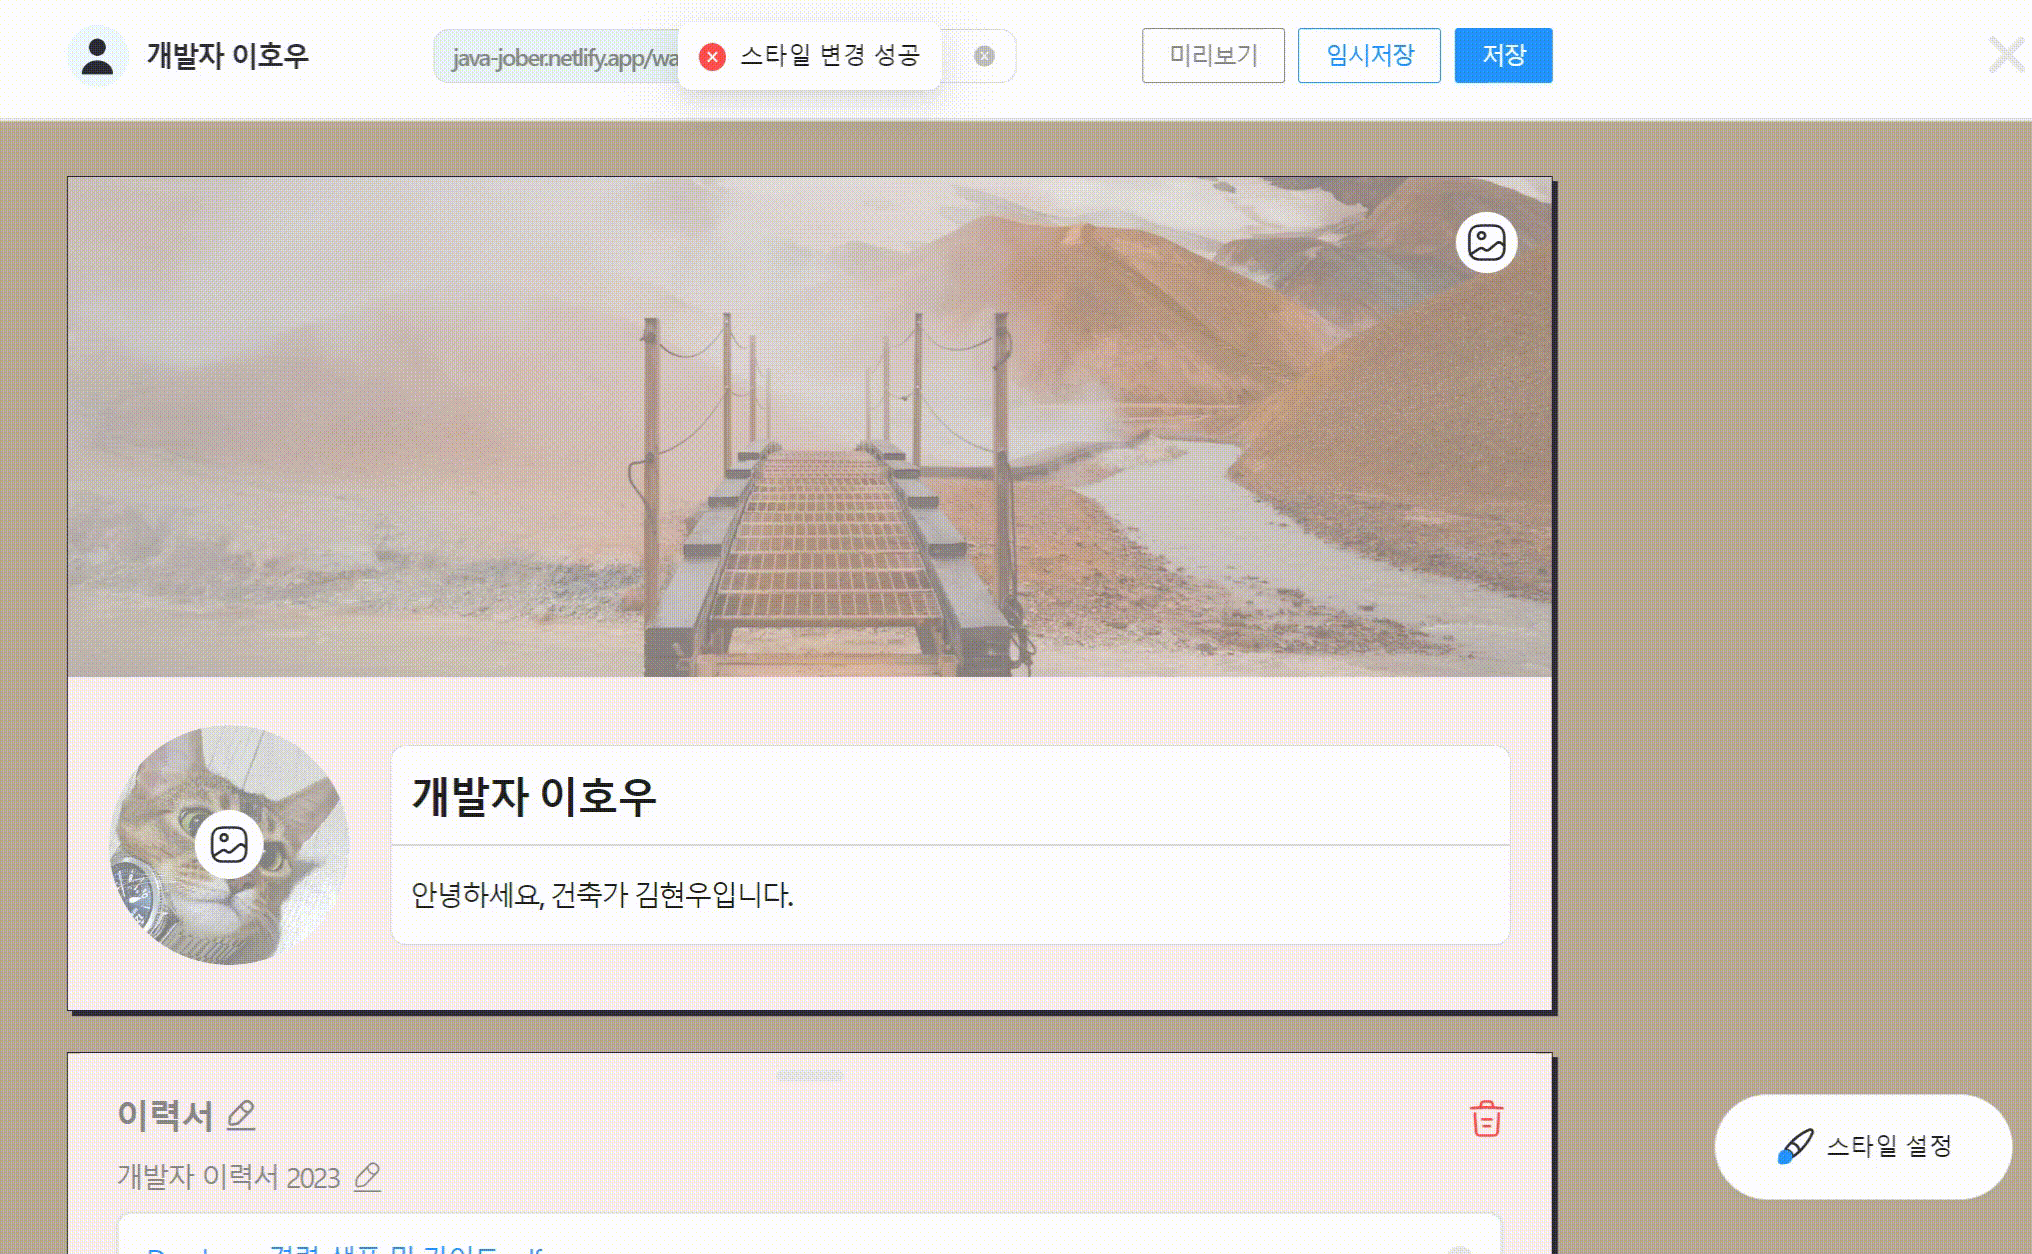 개발자 이호우
java-jober.netlify.app/wa
스타일 변경 성공
미리보기
임시저장
저장
개발자 이호우
안녕하세요, 건축가 김현우입니다.
이력서
개발자 이력서 2023
스타일 설정